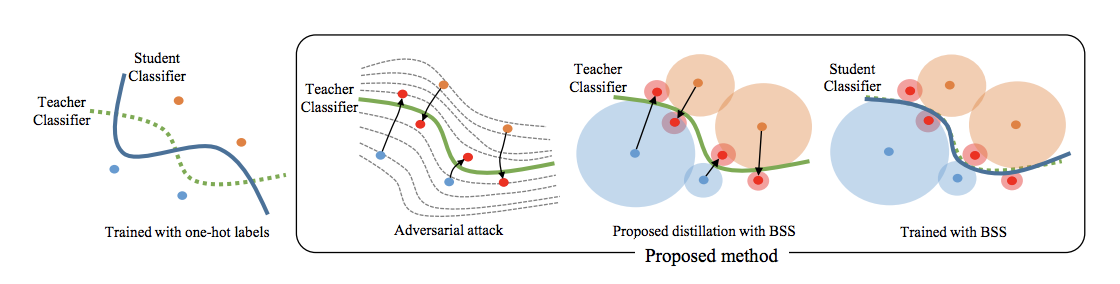 Student
Classifier
Teacher
Classifier
Trained with one-hot labels
Teacher
Classifier
Adversarial attack
Teacher
Classifier
Proposed distillation with BSS
Student
Classifier
Trained with BSS
Proposed method